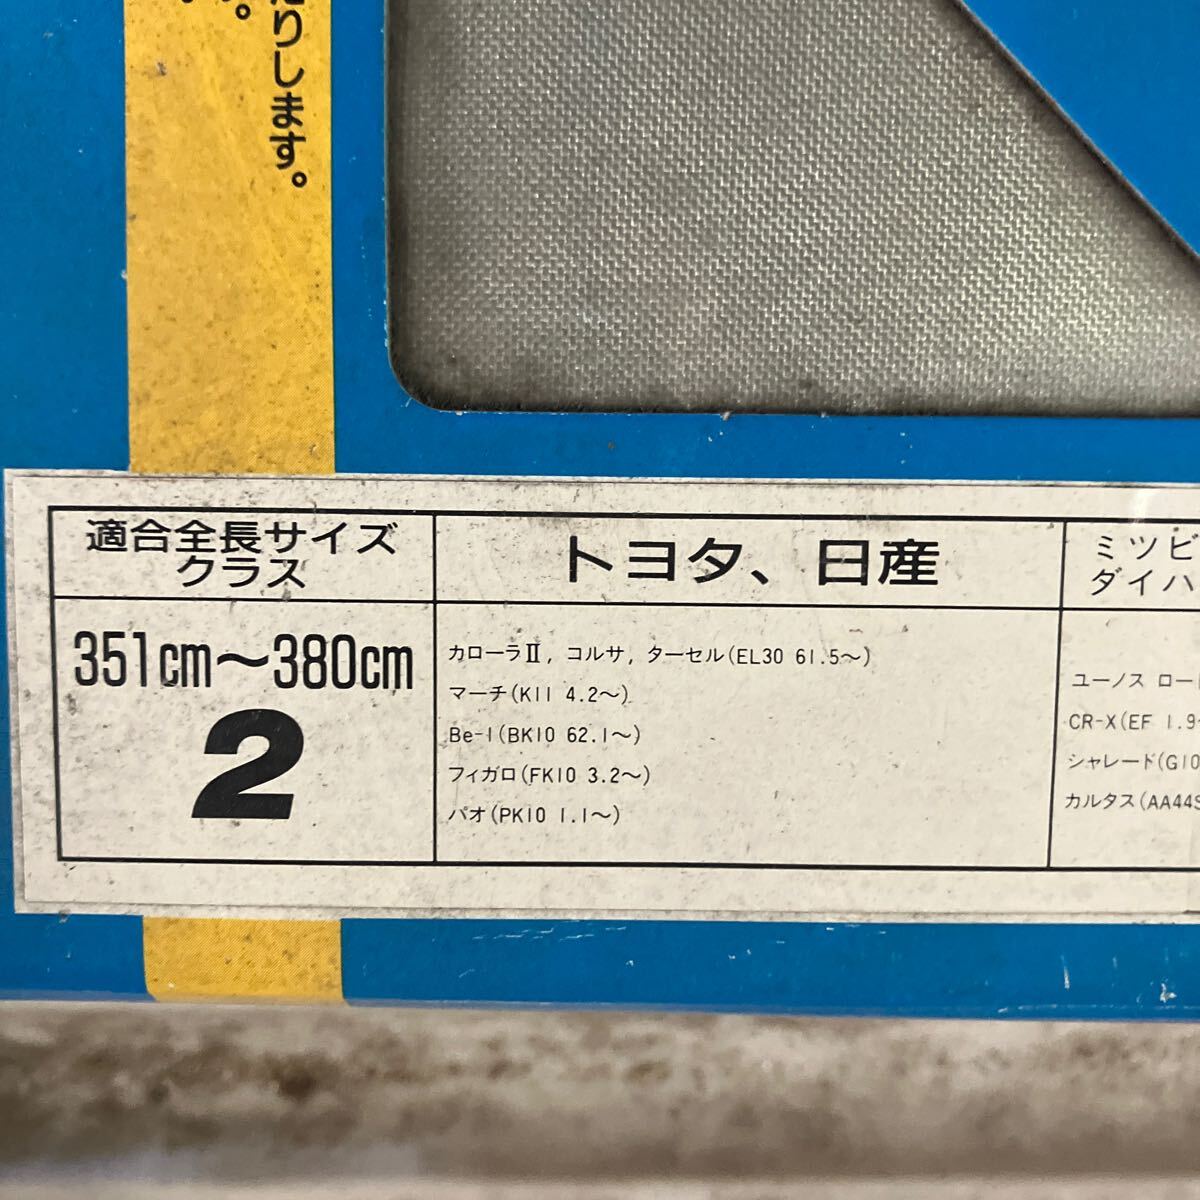 りします。
適合全長サイズ
クラス
351cm～380cm
2
トヨタ、日産
カローラⅡ, コルサ, ターセル(EL30 61.5～)
マーチ(K11 4.2～)
Be-1(BK10 62.1～)
フィガロ(FK10 3.2～)
パオ(PK10 1.1～)
ミツビ
ダイハ
ユーノス ロード
CR-X(EF 1.9～
シャレード(G10
カルタス(AA44S